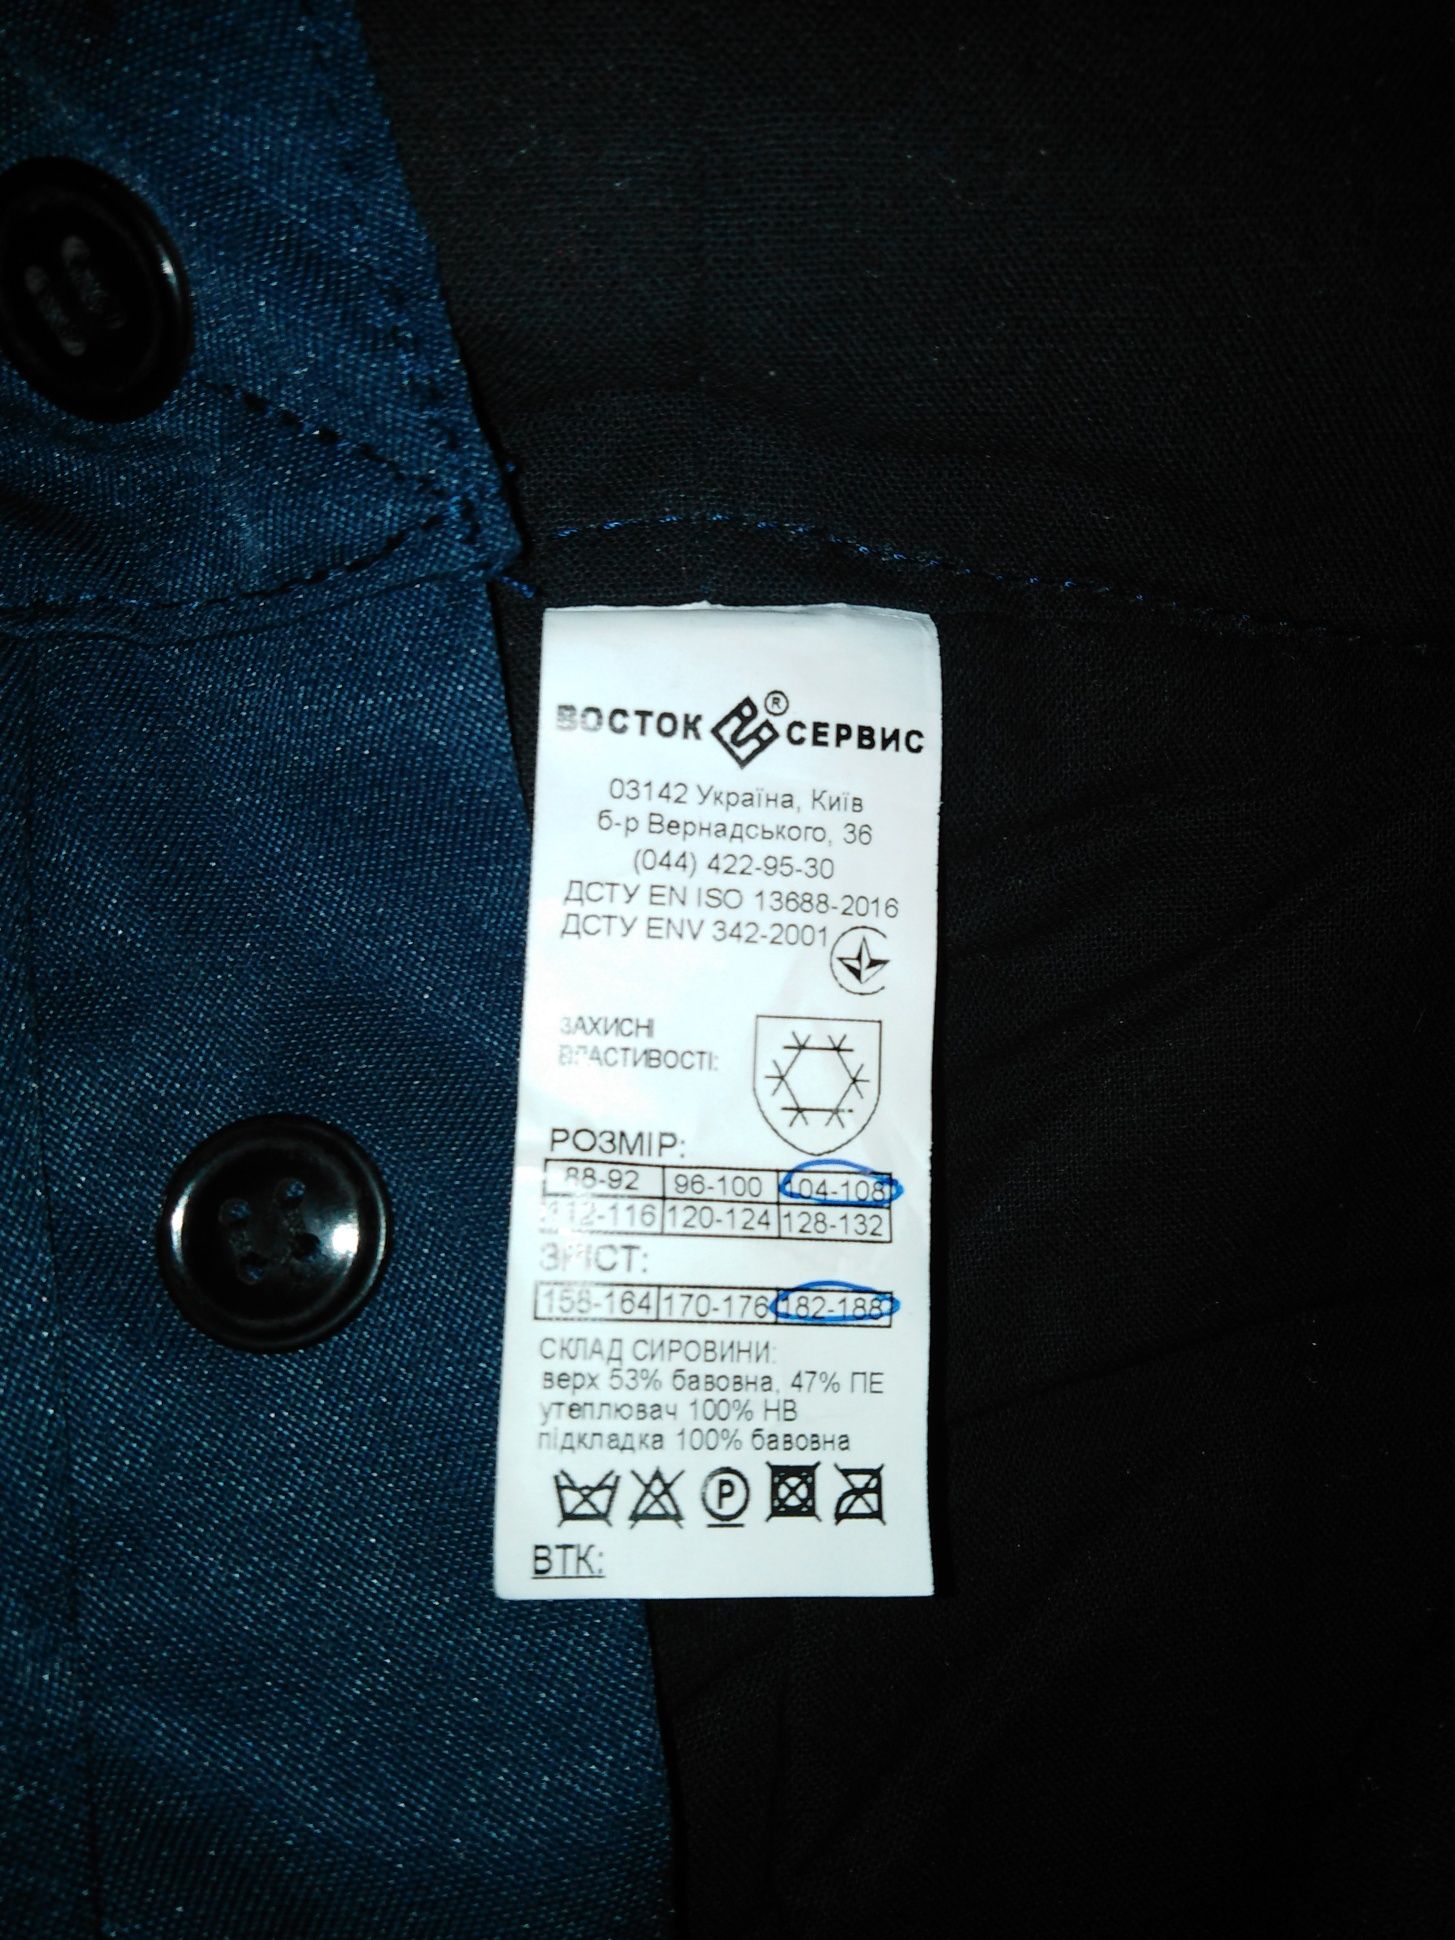 ВОСТОК ® СЕРВИС
03142 Україна, Київ
б-р Вернадського, 36
(044) 422-95-30
ДСТУ EN ISO 13688-2016
ДСТУ ENV 342-2001
ЗАХИСНІ
ВЛАСТИВОСТІ:
РОЗМІР:
88-92 96-100 104-108
112-116 120-124 128-132
ЗРІСТ:
158-164 170-176 182-188
СКЛАД СИРОВИНИ:
верх 53% бавовна, 47% ПЕ
утеплювач 100% НВ
підкладка 100% бавовна
P
ВТК: